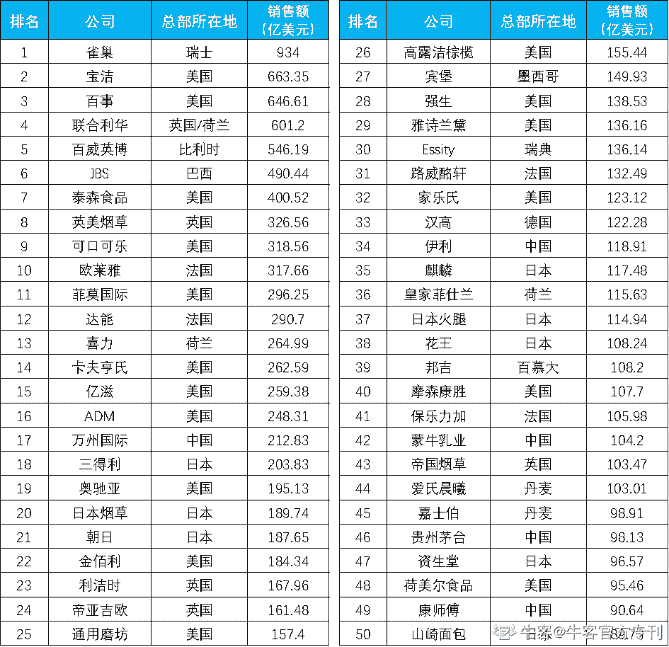 排名 公司 总部所在地 销售额(亿美元)
1 雀巢 瑞士 934
2 宝洁 美国 663.35
3 百事 美国 646.61
4 联合利华 英国/荷兰 601.2
5 百威英博 比利时 546.19
6 JBS 巴西 490.44
7 泰森食品 美国 400.52
8 英美烟草 英国 326.56
9 可口可乐 美国 318.56
10 欧莱雅 法国 317.66
11 菲莫国际 美国 296.25
12 达能 法国 290.7
13 喜力 荷兰 264.99
14 卡夫亨氏 美国 262.59
15 亿滋 美国 259.38
16 ADM 美国 248.31
17 万州国际 中国 212.83
18 三得利 日本 203.83
19 奥驰亚 美国 195.13
20 日本烟草 日本 189.74
21 朝日 日本 187.65
22 金佰利 美国 184.34
23 利洁时 英国 167.96
24 帝亚吉欧 英国 161.48
25 通用磨坊 美国 157.4
排名 公司 总部所在地 销售额(亿美元)
26 高露洁棕榄 美国 155.44
27 宾堡 墨西哥 149.93
28 强生 美国 138.53
29 雅诗兰黛 美国 136.16
30 Essity 瑞典 136.14
31 路威酩轩 法国 132.49
32 家乐氏 美国 123.12
33 汉高 德国 122.28
34 伊利 中国 118.91
35 麒麟 日本 117.48
36 皇家菲仕兰 荷兰 115.63
37 日本火腿 日本 114.94
38 花王 日本 108.24
39 邦吉 百慕大 108.2
40 摩森康胜 美国 107.7
41 保乐力加 法国 105.98
42 蒙牛乳业 中国 104.2
43 帝国烟草 英国 103.47
44 爱氏晨曦 丹麦 103.01
45 嘉士伯 丹麦 98.91
46 贵州茅台 中国 98.13
47 资生堂 日本 96.57
48 荷美尔食品 美国 95.46
49 康师傅 中国 90.64
50 山崎面包 日本 89.75
牛客@牛客官方专刊